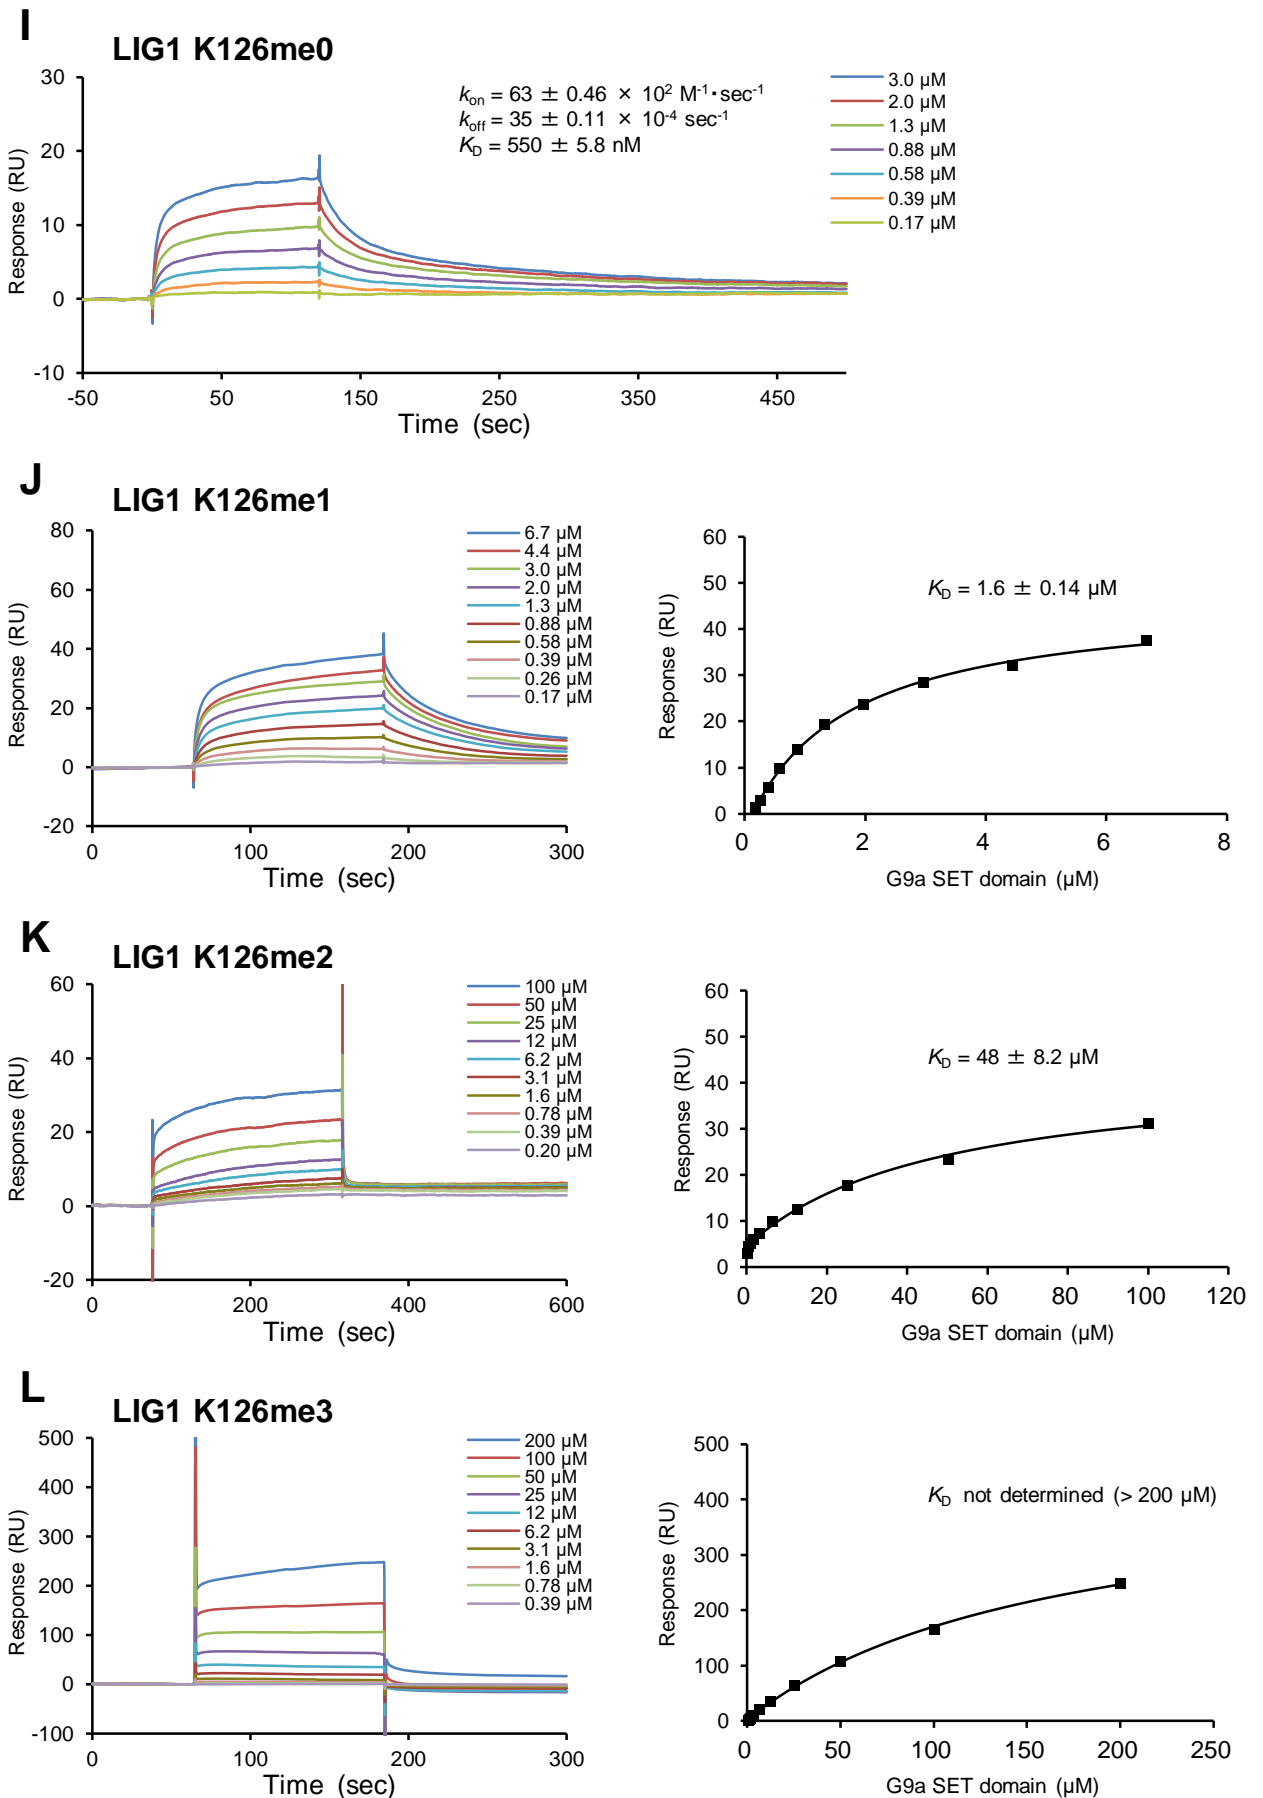 I
LIG1 K126me0
30
20
10
0
-10
-50
50
150
250
350
450
Response (RU)
Time (sec)
kon = 63 ± 0.46 × 10² M⁻¹・sec⁻¹
koff = 35 ± 0.11 × 10⁻⁴ sec⁻¹
KD = 550 ± 5.8 nM
3.0 µM
2.0 µM
1.3 µM
0.88 µM
0.58 µM
0.39 µM
0.17 µM
J
LIG1 K126me1
80
60
40
20
0
-20
0
100
200
300
Response (RU)
Time (sec)
6.7 µM
4.4 µM
3.0 µM
2.0 µM
1.3 µM
0.88 µM
0.58 µM
0.39 µM
0.26 µM
0.17 µM
60
50
40
30
20
10
0
0
2
4
6
8
Response (RU)
G9a SET domain (µM)
KD = 1.6 ± 0.14 µM
K
LIG1 K126me2
60
40
20
0
-20
0
200
400
600
Response (RU)
Time (sec)
100 µM
50 µM
25 µM
12 µM
6.2 µM
3.1 µM
1.6 µM
0.78 µM
0.39 µM
0.20 µM
60
50
40
30
20
10
0
0
20
40
60
80
100
120
Response (RU)
G9a SET domain (µM)
KD = 48 ± 8.2 µM
L
LIG1 K126me3
500
400
300
200
100
0
-100
0
100
200
300
Response (RU)
Time (sec)
200 µM
100 µM
50 µM
25 µM
12 µM
6.2 µM
3.1 µM
1.6 µM
0.78 µM
0.39 µM
500
400
300
200
100
0
0
50
100
150
200
250
Response (RU)
G9a SET domain (µM)
KD not determined (> 200 µM)